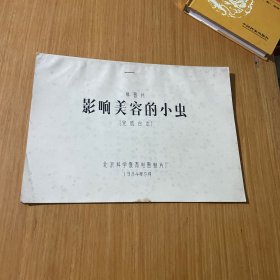 科教片
影响美容的小虫
(完成台本)
北京科学教育电影制片厂
1984年9月